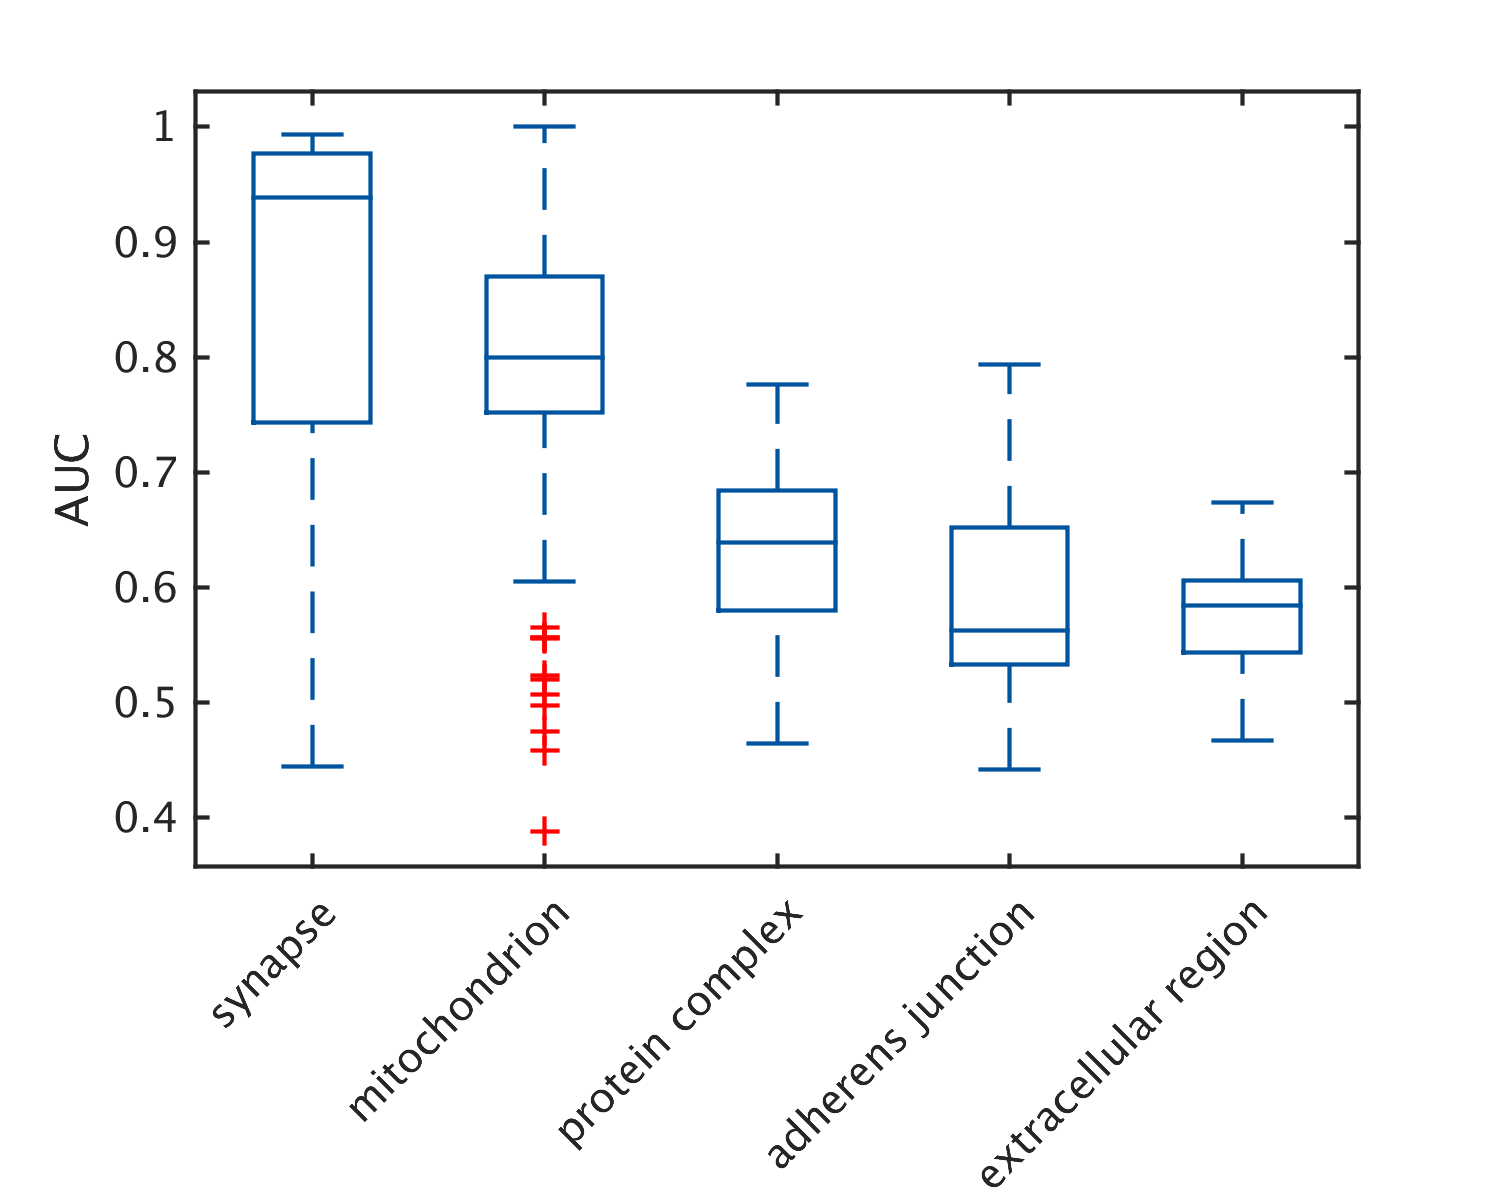 1
0.9
0.8
0.7
0.6
0.5
0.4
AUC
synapse
mitochondrion
protein complex
adherens junction
extracellular region